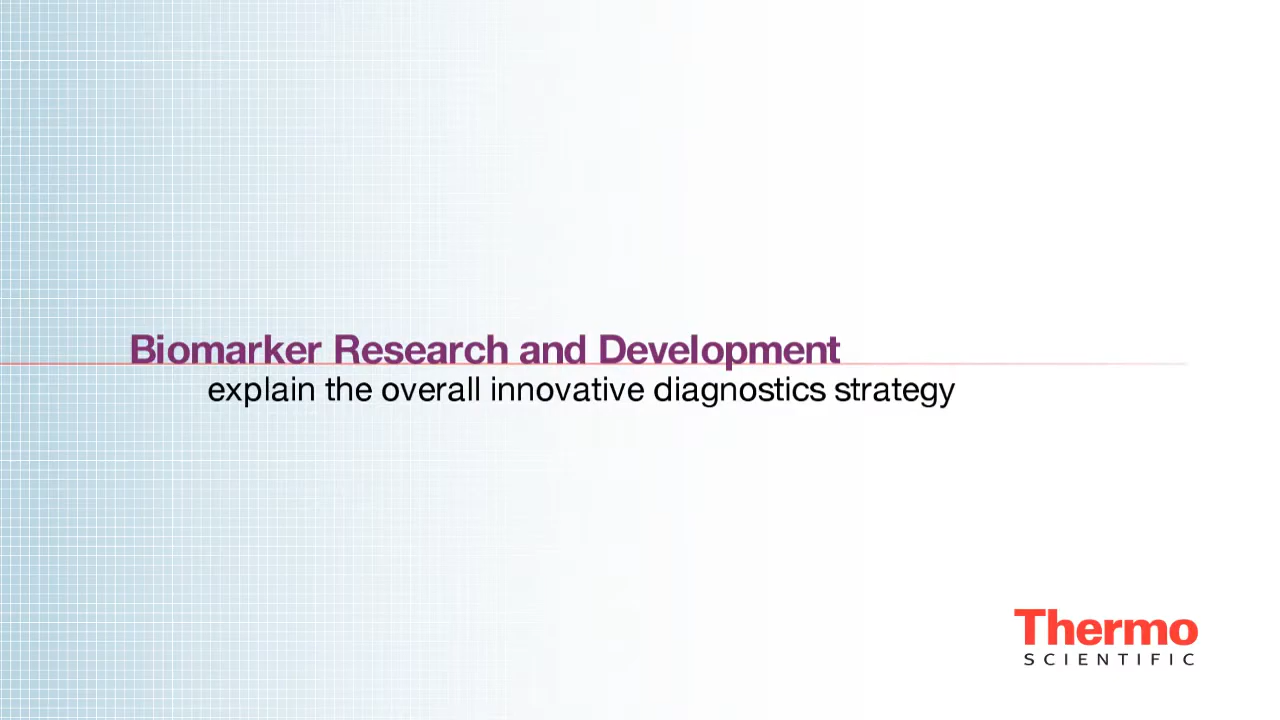 Biomarker Research and Development
explain the overall innovative diagnostics strategy
Thermo
SCIENTIFIC